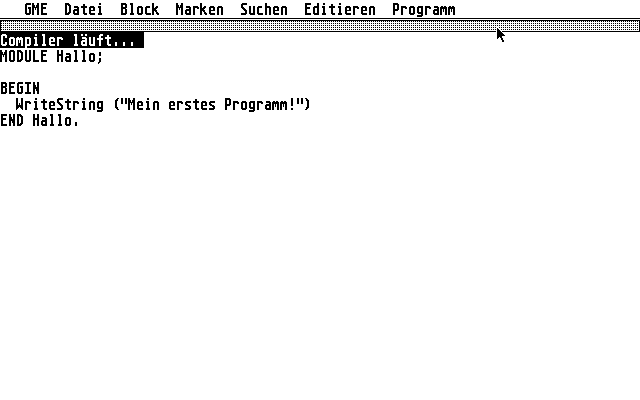 GME Datei Block Marken Suchen Editieren Programm
Compiler läuft...
MODULE Hallo;
BEGIN
WriteString ("Mein erstes Programm!")
END Hallo.